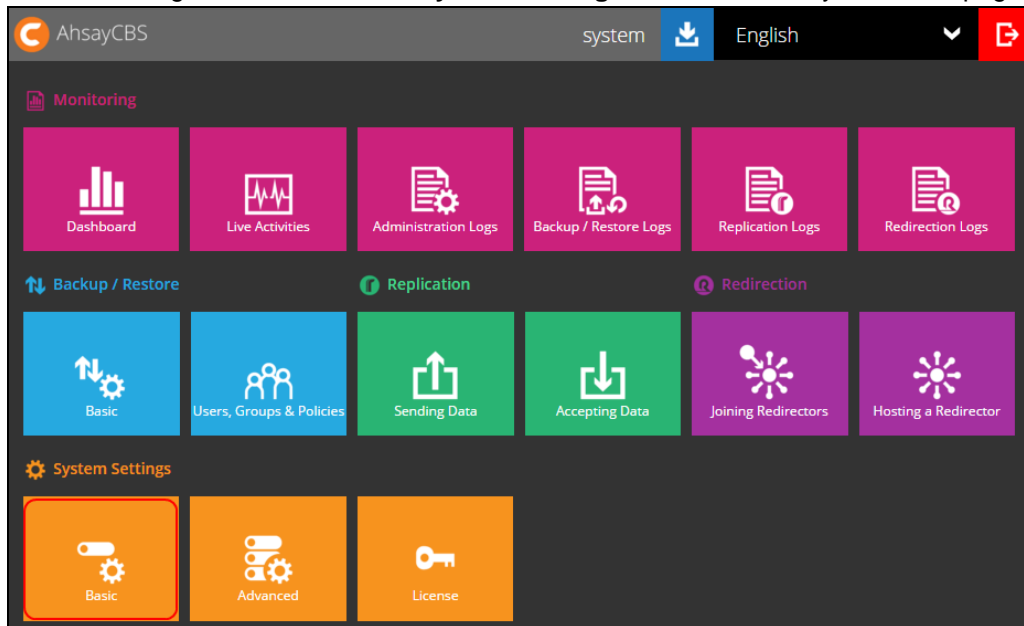 AhsayCBS system English
Monitoring
Dashboard Live Activities Administration Logs Backup / Restore Logs Replication Logs Redirection Logs
Backup / Restore Replication Redirection
Basic Users, Groups & Policies Sending Data Accepting Data Joining Redirectors Hosting a Redirector
System Settings
Basic Advanced License